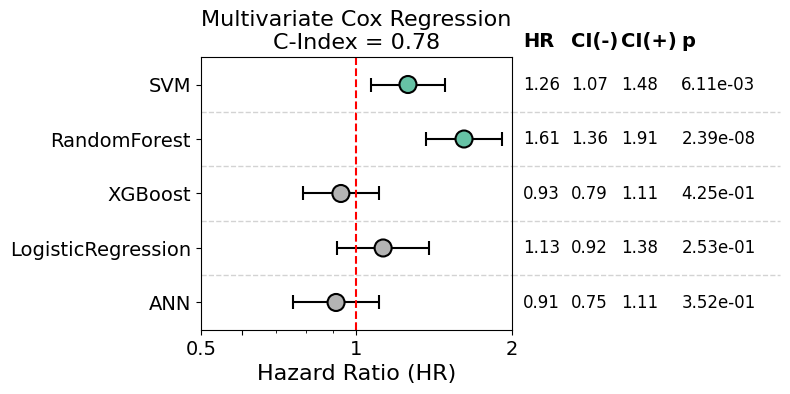 Multivariate Cox Regression
C-Index = 0.78
HR CI(-) CI(+) p
SVM 1.26 1.07 1.48 6.11e-03
RandomForest 1.61 1.36 1.91 2.39e-08
XGBoost 0.93 0.79 1.11 4.25e-01
LogisticRegression 1.13 0.92 1.38 2.53e-01
ANN 0.91 0.75 1.11 3.52e-01
0.5 1 2
Hazard Ratio (HR)